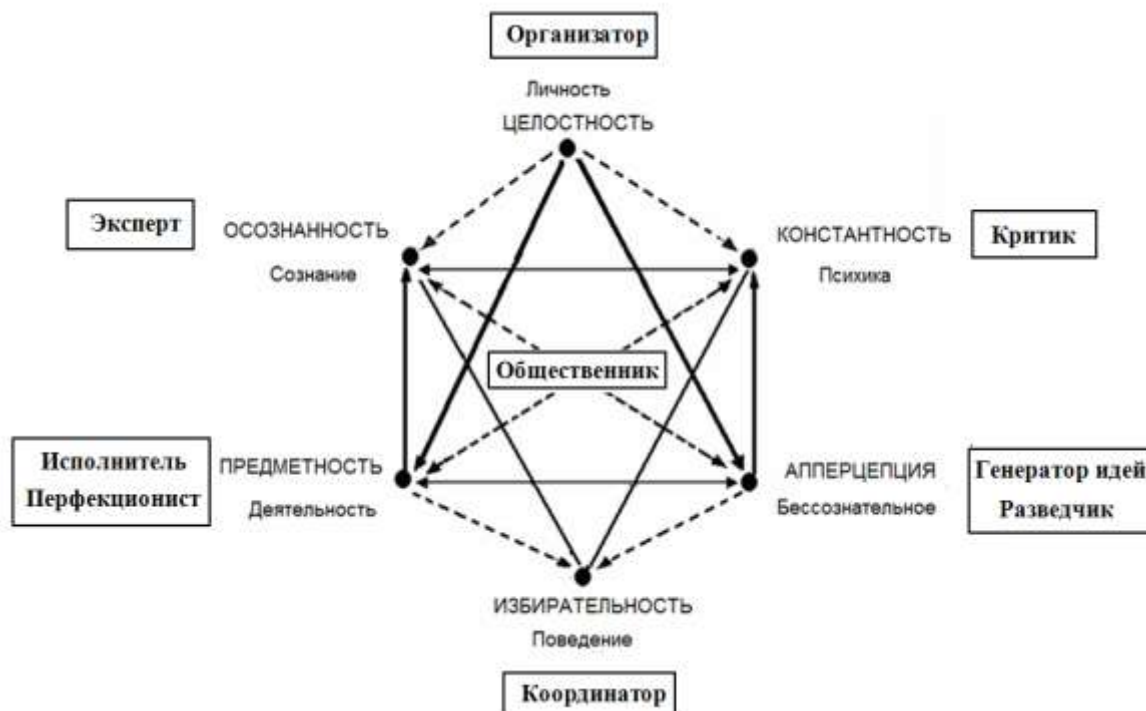 Организатор
Личность
ЦЕЛОСТНОСТЬ
Эксперт
ОСОЗНАННОСТЬ
Сознание
КОНСТАНТНОСТЬ
Психика
Критик
Общественник
Исполнитель
Перфекционист
ПРЕДМЕТНОСТЬ
Деятельность
АППЕРЦЕПЦИЯ
Бессознательное
Генератор идей
Разведчик
ИЗБИРАТЕЛЬНОСТЬ
Поведение
Координатор